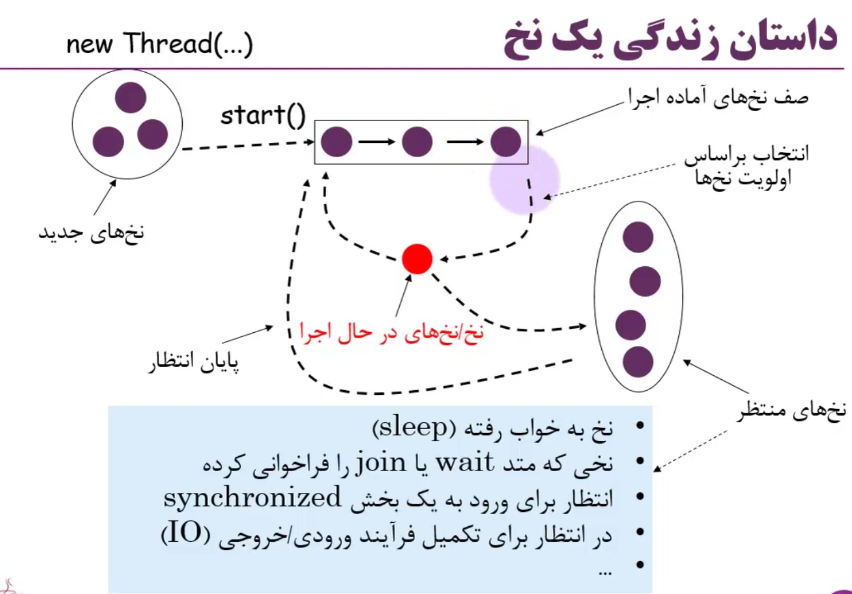 داستان زندگی یک نخ
new Thread(...)
صف نخ‌های آماده اجرا
start()
انتخاب براساس
اولویت نخ‌ها
نخ‌های جدید
نخ/نخ‌های در حال اجرا
پایان انتظار
نخ‌های منتظر
• نخ به خواب رفته (sleep)
• نخی که متد wait یا join را فراخوانی کرده
• انتظار برای ورود به یک بخش synchronized
• در انتظار برای تکمیل فرآیند ورودی/خروجی (IO)
• ...